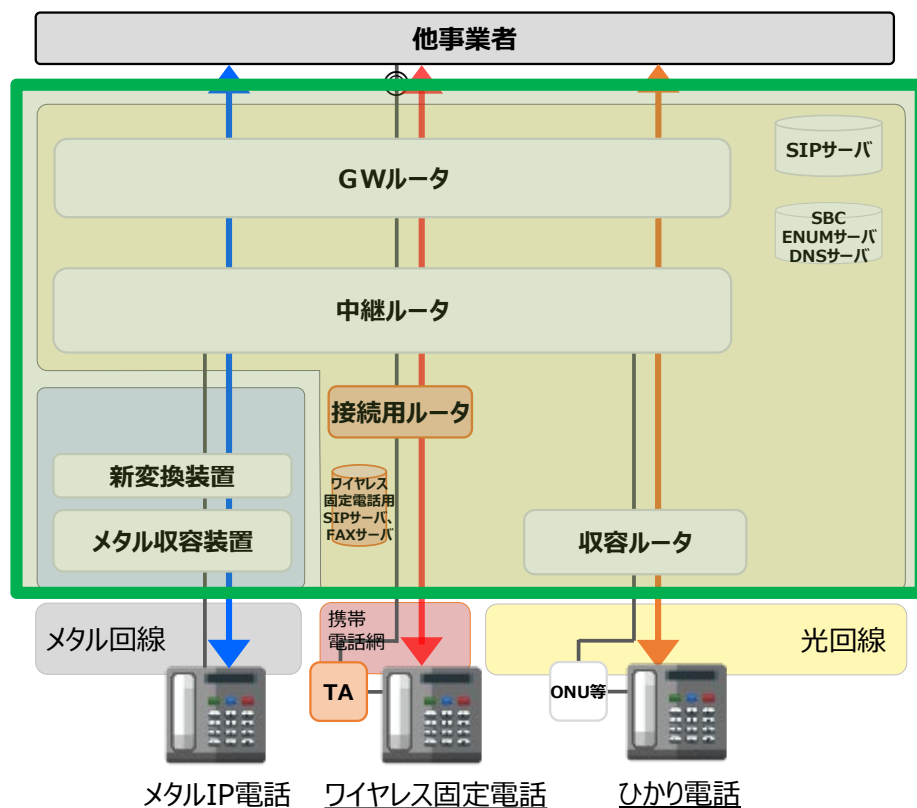 他事業者
GWルータ
SIPサーバ
SBC
ENUMサーバ
DNSサーバ
中継ルータ
接続用ルータ
新変換装置
ワイヤレス
固定電話用
SIPサーバ、
FAXサーバ
メタル収容装置
収容ルータ
メタル回線
携帯
電話網
光回線
TA
ONU等
メタルIP電話
ワイヤレス固定電話
ひかり電話